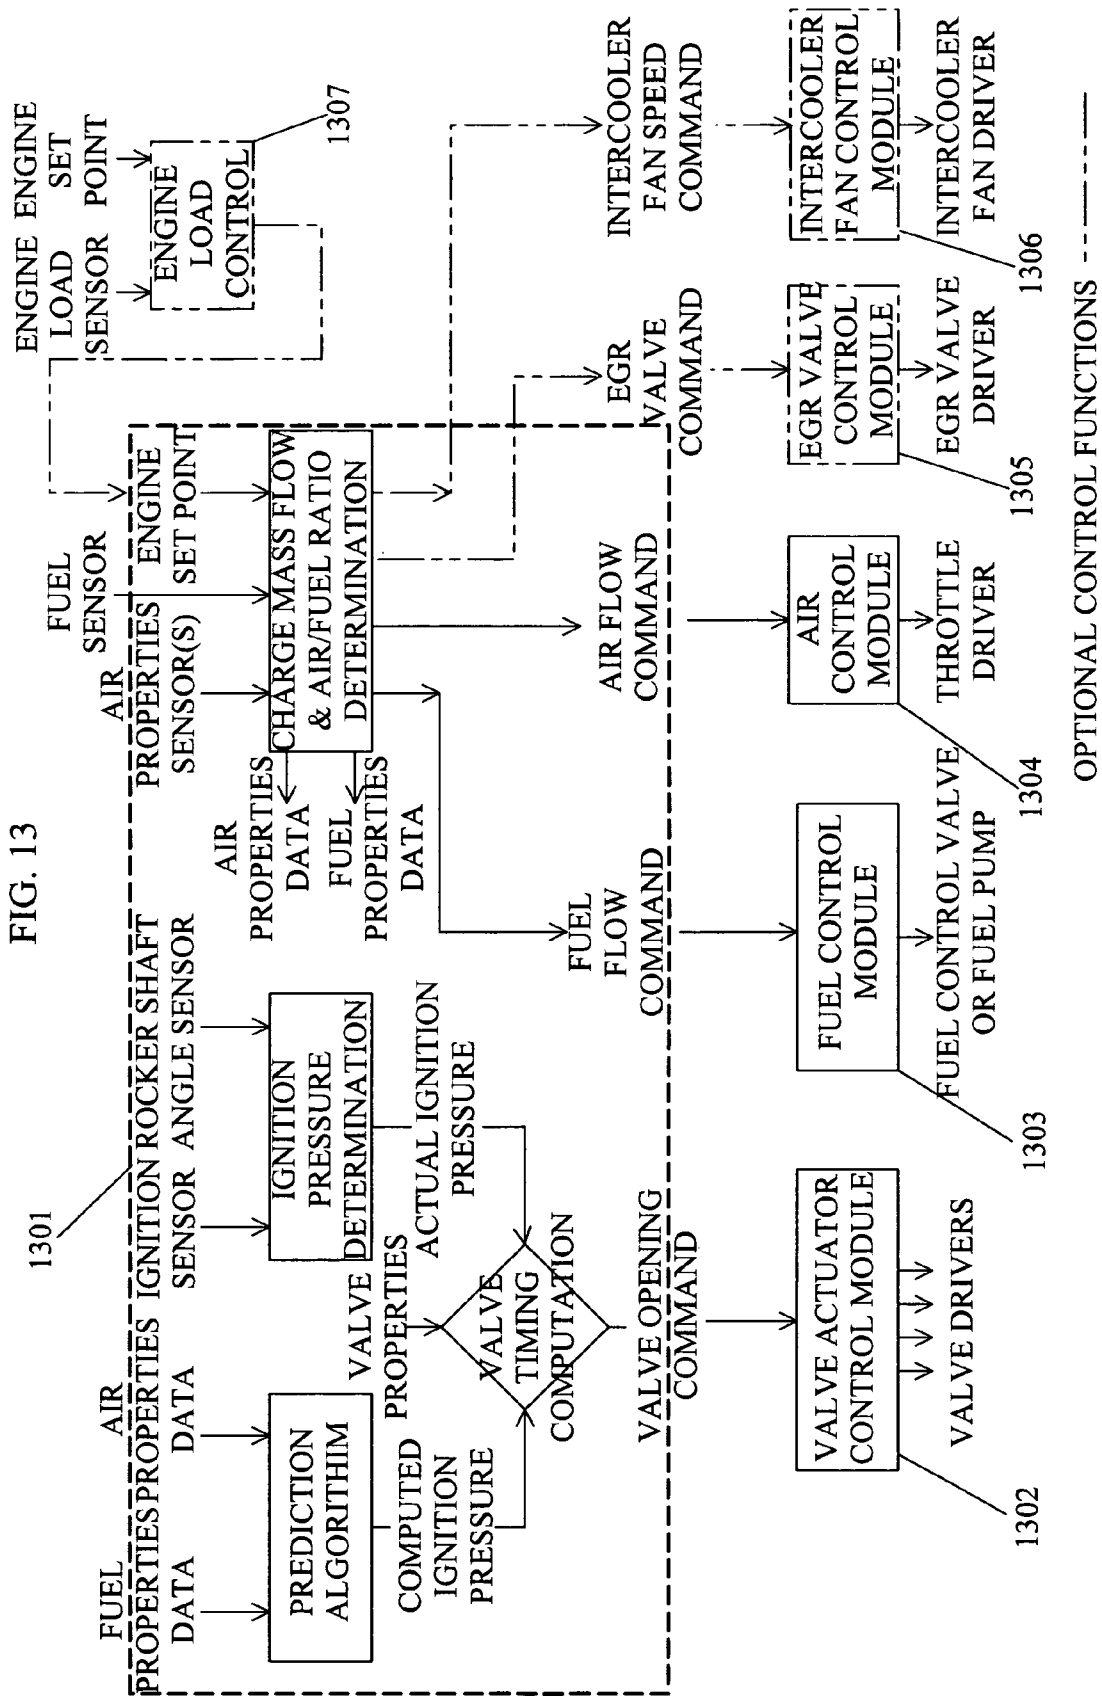 FIG. 13
1301
FUEL
PROPERTIES
DATA
AIR
PROPERTIES
DATA
IGNITION
SENSOR
ROCKER SHAFT
ANGLE SENSOR
AIR
PROPERTIES
SENSOR(S)
FUEL
SENSOR
ENGINE
SET POINT
ENGINE
LOAD
SENSOR
ENGINE
SET
POINT
ENGINE
LOAD
CONTROL
1307
PREDICTION
ALGORITHIM
IGNITION
PRESSURE
DETERMINATION
CHARGE MASS FLOW
& AIR/FUEL RATIO
DETERMINATION
AIR
PROPERTIES
DATA
FUEL
PROPERTIES
DATA
COMPUTED
IGNITION
PRESSURE
VALVE
PROPERTIES
ACTUAL IGNITION
PRESSURE
VALVE
TIMING
COMPUTATION
VALVE OPENING
COMMAND
FUEL
FLOW
COMMAND
AIR FLOW
COMMAND
EGR
VALVE
COMMAND
INTERCOOLER
FAN SPEED
COMMAND
VALVE ACTUATOR
CONTROL MODULE
FUEL CONTROL
MODULE
AIR
CONTROL
MODULE
EGR VALVE
CONTROL
MODULE
INTERCOOLER
FAN CONTROL
MODULE
VALVE DRIVERS
FUEL CONTROL VALVE
OR FUEL PUMP
THROTTLE
DRIVER
EGR VALVE
DRIVER
INTERCOOLER
FAN DRIVER
1302
1303
1304
1305
1306
OPTIONAL CONTROL FUNCTIONS